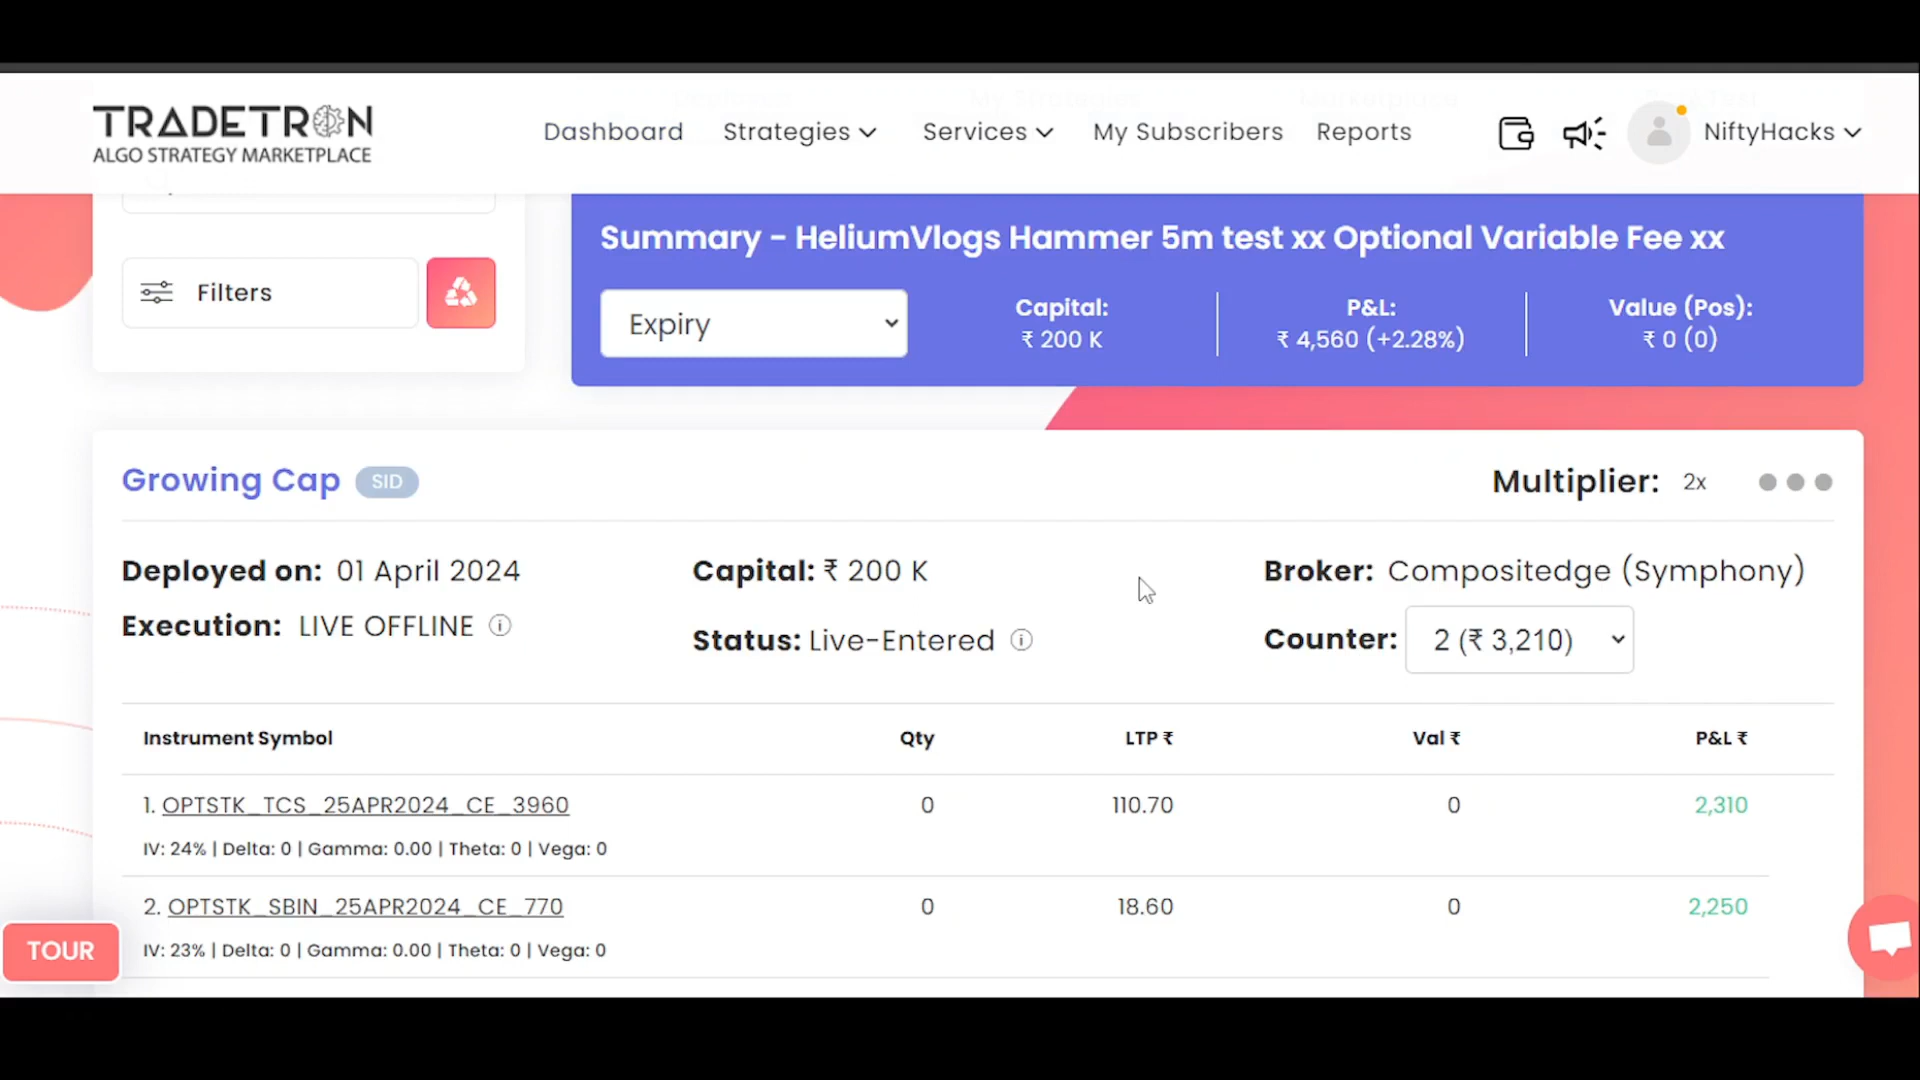 TRADETRON
ALGO STRATEGY MARKETPLACE
Dashboard
Strategies
Services
My Subscribers
Reports
NiftyHacks
Filters
Summary - HeliumVlogs Hammer 5m test xx Optional Variable Fee xx
Expiry
Capital:
₹ 200 K
P&L:
₹ 4,560 (+2.28%)
Value (Pos):
₹ 0 (0)
Growing Cap SID
Multiplier: 2x
Deployed on: 01 April 2024
Capital: ₹ 200 K
Broker: Compositedge (Symphony)
Execution: LIVE OFFLINE
Status: Live-Entered
Counter: 2 (₹ 3,210)
Instrument Symbol Qty LTP ₹ Val ₹ P&L ₹
1. OPTSTK_TCS_25APR2024_CE_3960 0 110.70 0 2,310
IV: 24% | Delta: 0 | Gamma: 0.00 | Theta: 0 | Vega: 0
2. OPTSTK_SBIN_25APR2024_CE_770 0 18.60 0 2,250
IV: 23% | Delta: 0 | Gamma: 0.00 | Theta: 0 | Vega: 0
TOUR